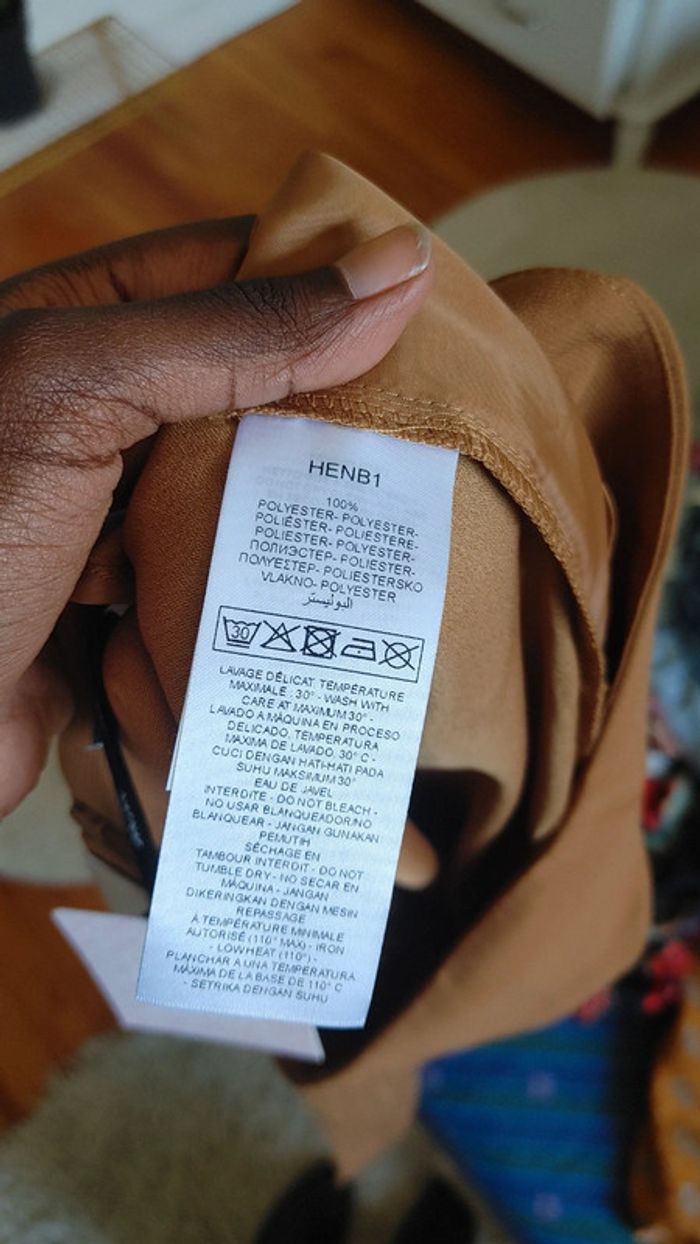 HENB1
100%
POLYESTER- POLYESTER-
POLIÉSTER- POLIESTERE-
POLIESTER- POLYESTER-
ПОЛИЭСТЕР- POLIESTER-
ΠΟΛΥΕΣΤΕΡ- POLIESTERSKO
VLAKNO- POLYESTER
البوليستر
30
LAVAGE DÉLICAT, TEMPÉRATURE
MAXIMALE : 30° - WASH WITH
CARE AT MAXIMUM 30° -
LAVADO A MÁQUINA EN PROCESO
DELICADO. TEMPERATURA
MAXIMA DE LAVADO. 30° C -
CUCI DENGAN HATI-HATI PADA
SUHU MAKSIMUM 30°
EAU DE JAVEL
INTERDITE - DO NOT BLEACH -
NO USAR BLANQUEADOR/NO
BLANQUEAR - JANGAN GUNAKAN
PEMUTIH
SÉCHAGE EN
TAMBOUR INTERDIT - DO NOT
TUMBLE DRY - NO SECAR EN
MÁQUINA - JANGAN
DIKERINGKAN DENGAN MESIN
REPASSAGE
À TEMPÉRATURE MINIMALE
AUTORISÉ (110° MAX) - IRON
- LOW HEAT (110°) -
PLANCHAR A UNA TEMPERATURA
MÁXIMA DE LA BASE DE 110° C
- SETRIKA DENGAN SUHU